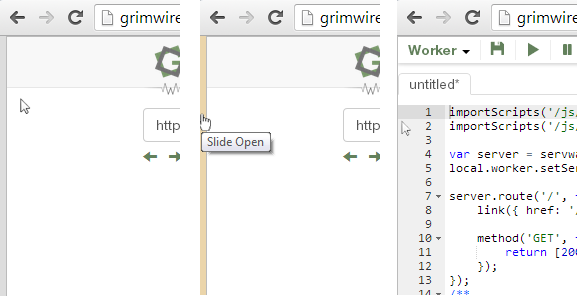 grimwire
http
grimwire
http
Slide Open
grimwire
Worker
untitled*
1 importScripts('/js/
2 importScripts('/js/
3
4 var server = servwa
5 local.worker.setSer
6
7 server.route('/',
8 link({ href: '/
9
10 method('GET',
11 return [200
12 });
13 });
14 /**